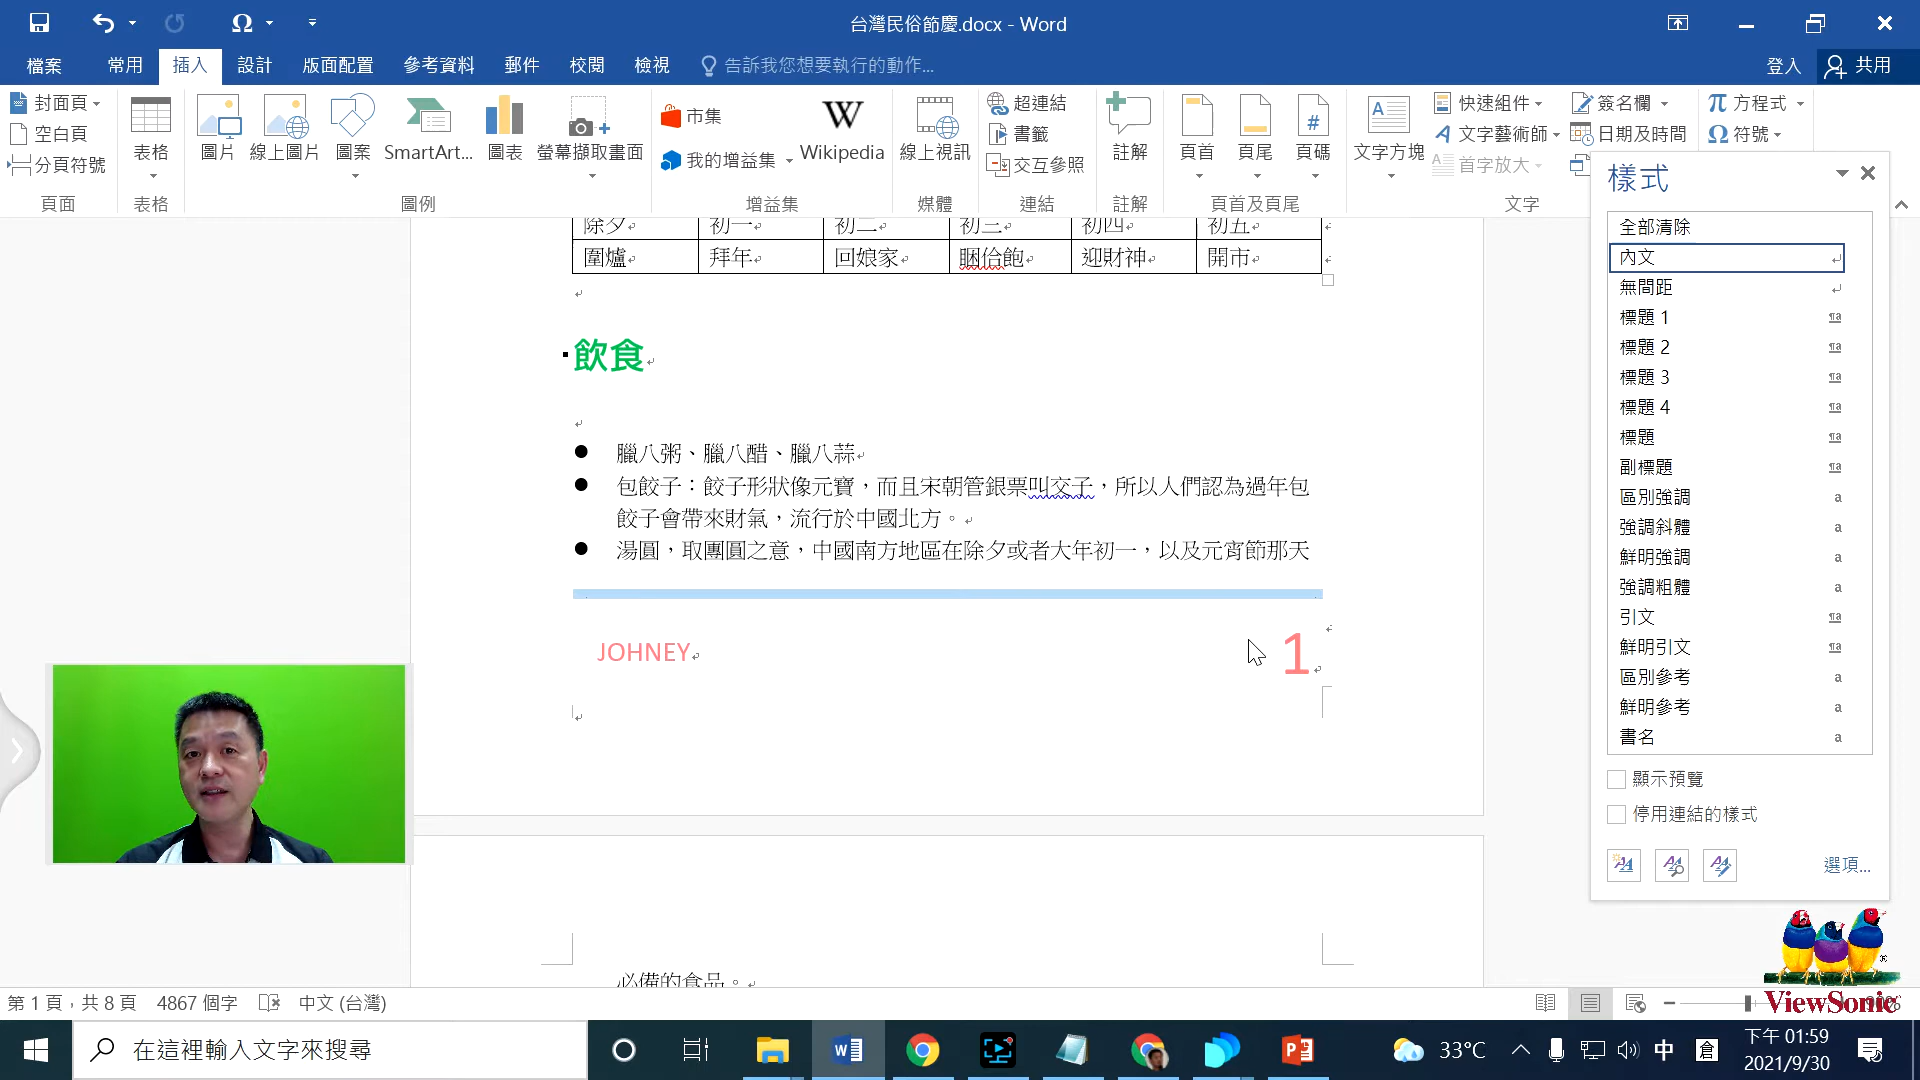 台灣民俗節慶.docx - Word
檔案 常用 插入 設計 版面配置 參考資料 郵件 校閱 檢視 告訴我您想要執行的動作... 登入 共用
封面頁
空白頁
分頁符號
頁面
表格
表格
圖片 線上圖片 圖案 SmartArt... 圖表 螢幕擷取畫面
圖例
市集
我的增益集
Wikipedia
增益集
線上視訊
媒體
超連結
書籤
交互參照
連結
註解
註解
頁首 頁尾 頁碼
頁首及頁尾
文字方塊
快速組件
文字藝術師
首字放大
簽名欄
日期及時間
文字
方程式
符號
樣式
全部清除
內文
無間距
標題 1
標題 2
標題 3
標題 4
標題
副標題
區別強調
強調斜體
鮮明強調
強調粗體
引文
鮮明引文
區別參考
鮮明參考
書名
顯示預覽
停用連結的樣式
選項...
除夕 初一 初二 初三 初四 初五
圍爐 拜年 回娘家 睏佮飽 迎財神 開市
飲食
● 臘八粥、臘八醋、臘八蒜
● 包餃子：餃子形狀像元寶，而且宋朝管銀票叫交子，所以人們認為過年包
餃子會帶來財氣，流行於中國北方。
● 湯圓，取團圓之意，中國南方地區在除夕或者大年初一，以及元宵節那天
JOHNEY 1
必備的食品。
ViewSonic
第 1 頁，共 8 頁 4867 個字 中文 (台灣)
在這裡輸入文字來搜尋
33°C 中 倉
下午 01:59
2021/9/30